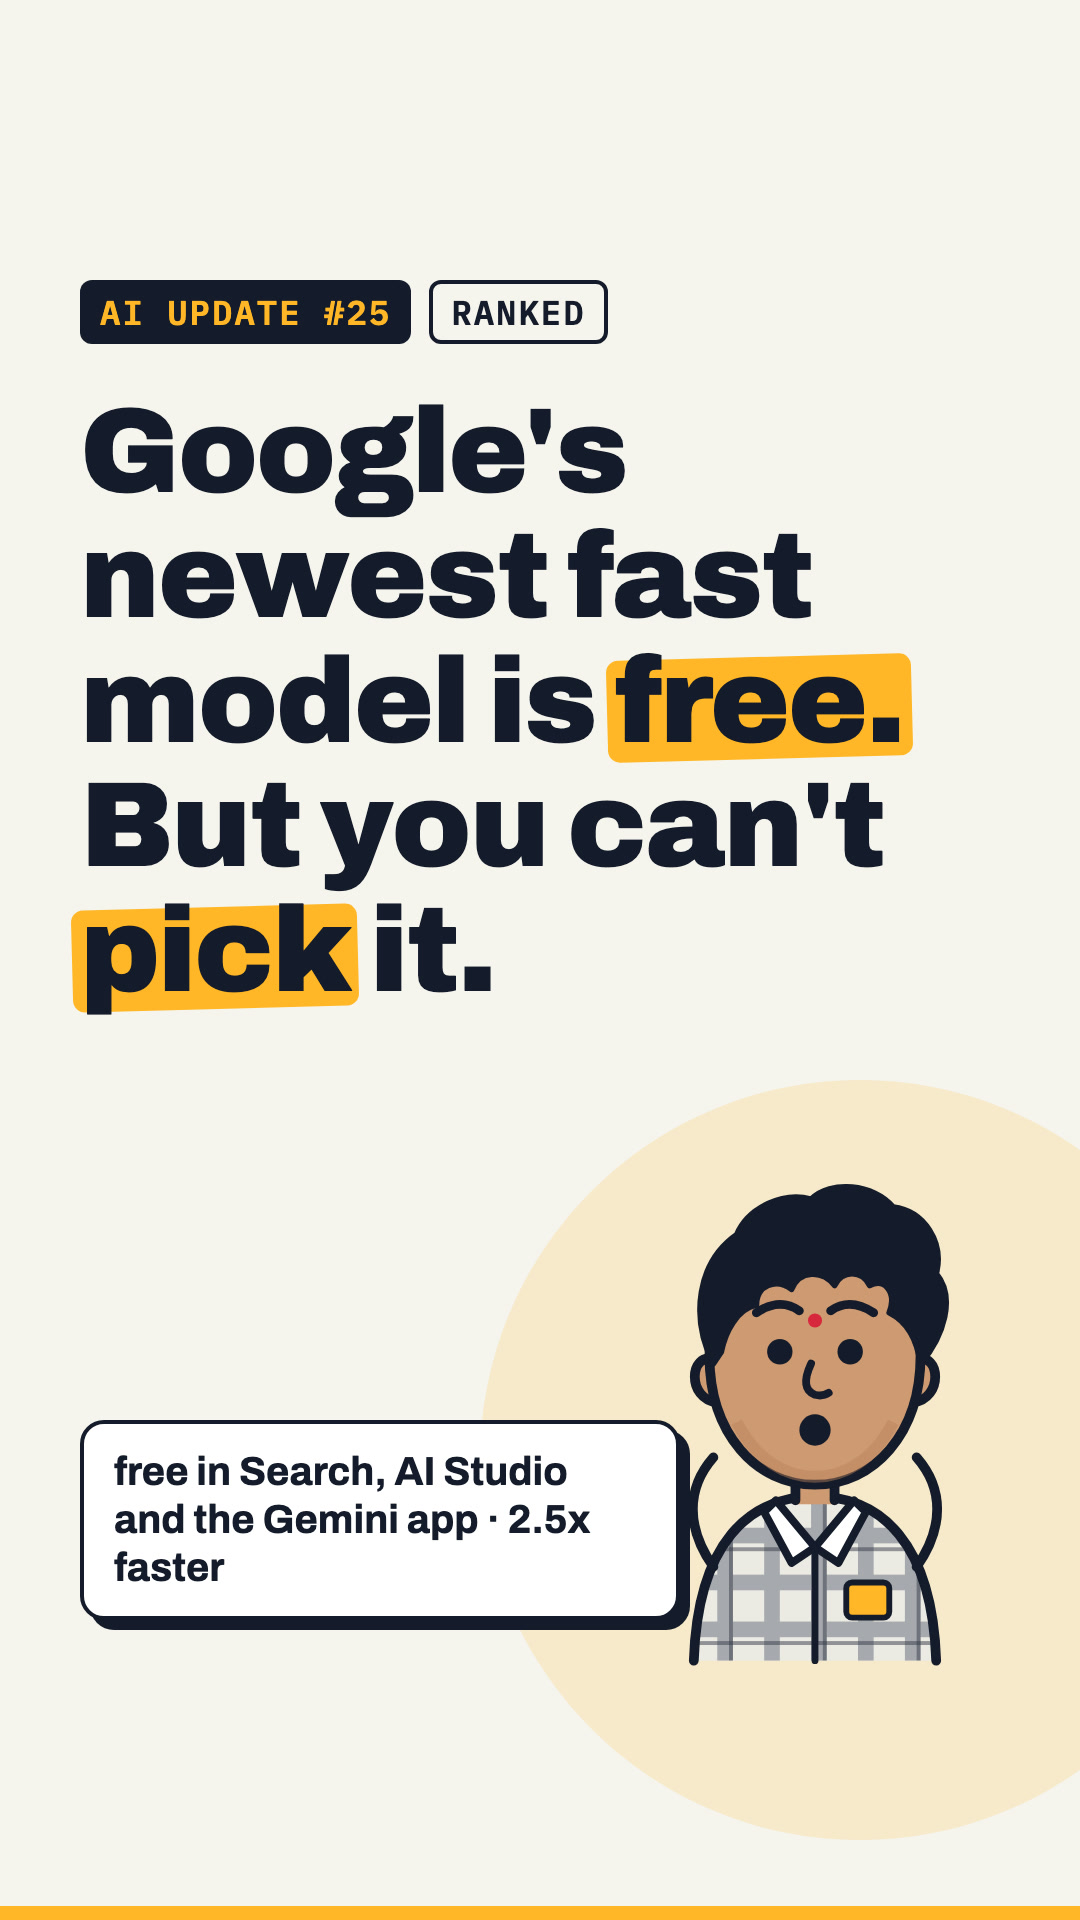 AI UPDATE #25
RANKED
Google's
newest fast
model is free.
But you can't
pick it.
free in Search, AI Studio
and the Gemini app · 2.5x
faster